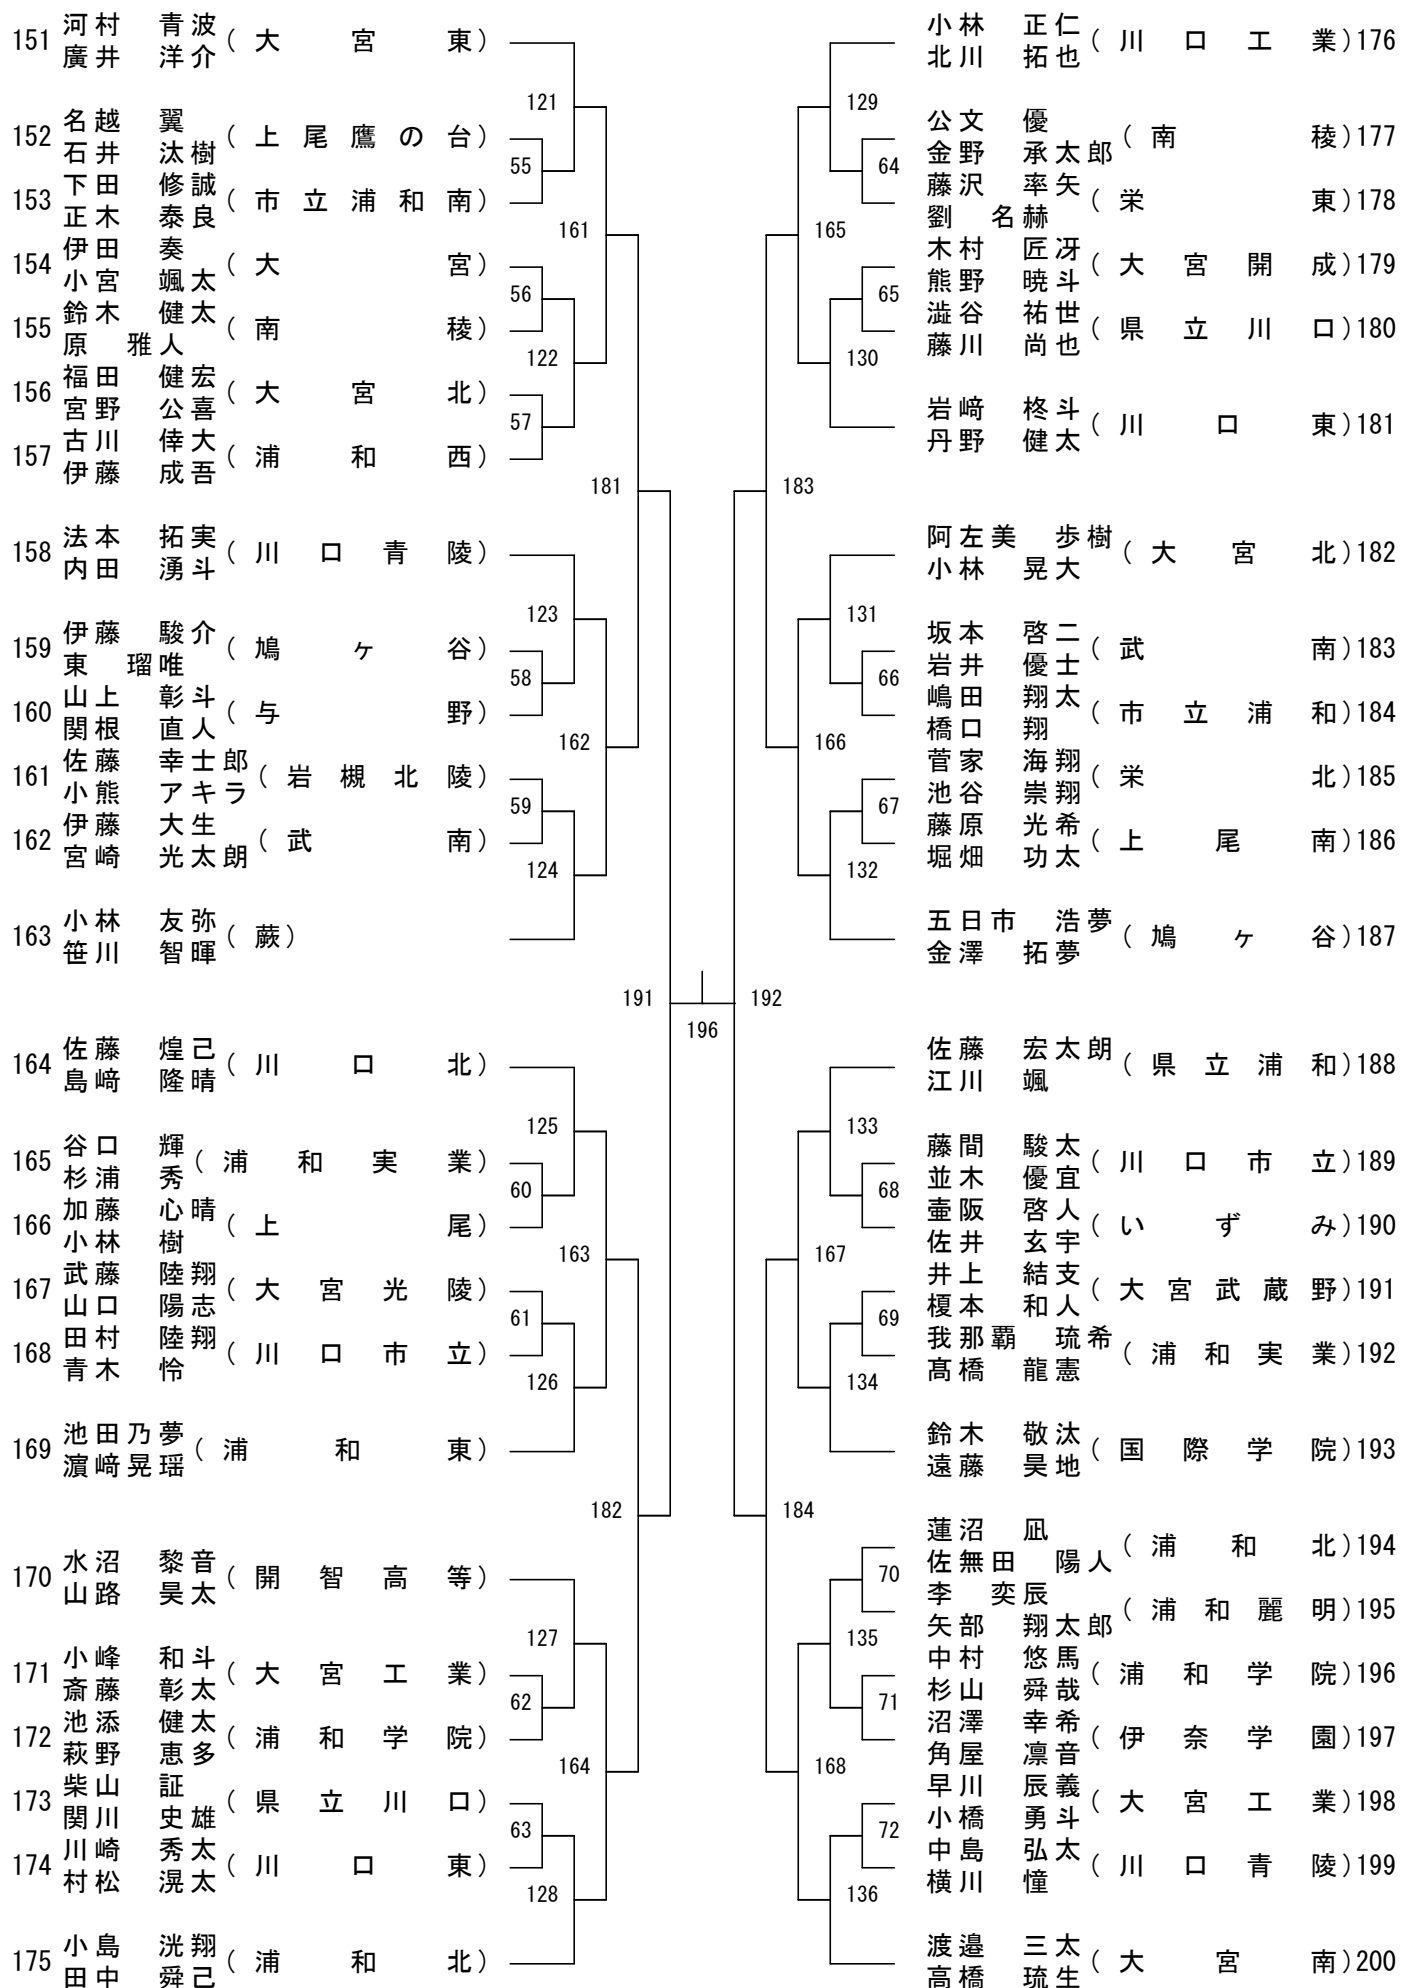 151 河村 青波 (大宮東)
廣井 洋介
121
152 名越 翼 (上尾鷹の台)
石井 汰樹
55
153 下田 修誠 (市立浦和南)
正木 泰良
161
154 伊田 奏 (大宮)
小宮 颯太
56
155 鈴木 健太 (南稜)
原 雅人
122
156 福田 健宏 (大宮北)
宮野 公喜
57
157 古川 倖大 (浦和西)
伊藤 成吾
181
158 法本 拓実 (川口青陵)
内田 湧斗
123
159 伊藤 駿介 (鳩ヶ谷)
東 瑠唯
58
160 山上 彰斗 (与野)
関根 直人
162
161 佐藤 幸士郎 (岩槻北陵)
小熊 アキラ
59
162 伊藤 大生 (武南)
宮崎 光太朗
124
163 小林 友弥 (蕨)
笹川 智暉
191
196
164 佐藤 煌己 (川口北)
島﨑 隆晴
125
165 谷口 輝 (浦和実業)
杉浦 秀
60
166 加藤 心晴 (上尾)
小林 樹
163
167 武藤 陸翔 (大宮光陵)
山口 陽志
61
168 田村 陸翔 (川口市立)
青木 怜
126
169 池田乃夢 (浦和東)
濵﨑晃瑶
182
170 水沼 黎音 (開智高等)
山路 昊太
127
171 小峰 和斗 (大宮工業)
斎藤 彰太
62
172 池添 健太 (浦和学院)
萩野 恵多
164
173 柴山 証 (県立川口)
関川 史雄
63
174 川崎 秀太 (川口東)
村松 滉太
128
175 小島 洸翔 (浦和北)
田中 舜己
小林 正仁 (川口工業)176
北川 拓也
129
公文 優 (南稜)177
金野 承太郎
64
藤沢 率矢 (栄東)178
劉 名赫
165
木村 匠冴 (大宮開成)179
熊野 暁斗
65
澁谷 祐世 (県立川口)180
藤川 尚也
130
岩﨑 柊斗 (川口東)181
丹野 健太
183
阿左美 歩樹 (大宮北)182
小林 晃大
131
坂本 啓二 (武南)183
岩井 優士
66
嶋田 翔太 (市立浦和)184
橋口 翔
166
菅家 海翔 (栄北)185
池谷 崇翔
67
藤原 光希 (上尾南)186
堀畑 功太
132
五日市 浩夢 (鳩ヶ谷)187
金澤 拓夢
192
佐藤 宏太朗 (県立浦和)188
江川 颯
133
藤間 駿太 (川口市立)189
並木 優宜
68
壷阪 啓人 (いずみ)190
佐井 玄宇
167
井上 結支 (大宮武蔵野)191
榎本 和人
69
我那覇 琉希 (浦和実業)192
髙橋 龍憲
134
鈴木 敬汰 (国際学院)193
遠藤 昊地
184
蓮沼 凪 (浦和北)194
佐無田 陽人
70
李 奕辰 (浦和麗明)195
矢部 翔太郎
135
中村 悠馬 (浦和学院)196
杉山 舜哉
71
沼澤 幸希 (伊奈学園)197
角屋 凛音
168
早川 辰義 (大宮工業)198
小橋 勇斗
72
中島 弘太 (川口青陵)199
横川 憧
136
渡邉 三太 (大宮南)200
高橋 琉生